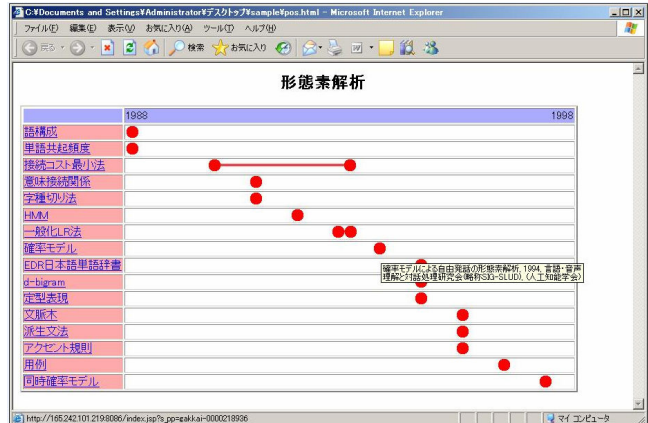 C:¥Documents and Settings¥Administrator¥デスクトップ¥sample¥pos.html - Microsoft Internet Explorer
ファイル(F) 編集(E) 表示(V) お気に入り(A) ツール(T) ヘルプ(H)
戻る 検索 お気に入り
形態素解析
1988 1998
語構成
単語共起頻度
接続コスト最小法
意味接続関係
字種切り法
HMM
一般化LR法
確率モデル
EDR日本語単語辞書
確率モデルによる自由発話の形態素解析, 1994, 言語・音声
理解と対話処理研究会(略称SIG-SLUD), (人工知能学会)
d-bigram
定型表現
文脈木
派生文法
アクセント規則
用例
同時確率モデル
http://165.242.101.219:8086/index.jsp?s_pp=gakkai-0000218936 マイ コンピュータ